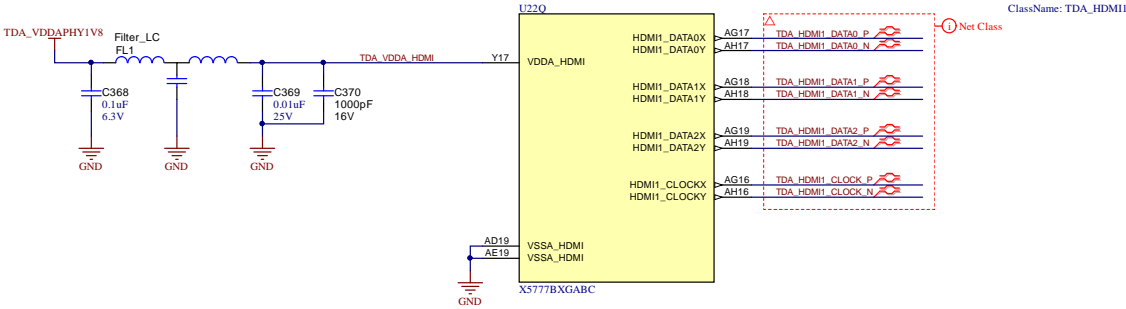 ClassName: TDA_HDMI1
U22Q
TDA_VDDAPHY1V8
Filter_LC
FL1
TDA_VDDA_HDMI
Y17
VDDA_HDMI
C368
0.1uF
6.3V
C369
0.01uF
25V
C370
1000pF
16V
GND
GND
GND
HDMI1_DATA0X
AG17
TDA_HDMI1_DATA0_P
HDMI1_DATA0Y
AH17
TDA_HDMI1_DATA0_N
HDMI1_DATA1X
AG18
TDA_HDMI1_DATA1_P
HDMI1_DATA1Y
AH18
TDA_HDMI1_DATA1_N
HDMI1_DATA2X
AG19
TDA_HDMI1_DATA2_P
HDMI1_DATA2Y
AH19
TDA_HDMI1_DATA2_N
HDMI1_CLOCKX
AG16
TDA_HDMI1_CLOCK_P
HDMI1_CLOCKY
AH16
TDA_HDMI1_CLOCK_N
i Net Class
AD19
VSSA_HDMI
AE19
VSSA_HDMI
GND
X5777BXGABC